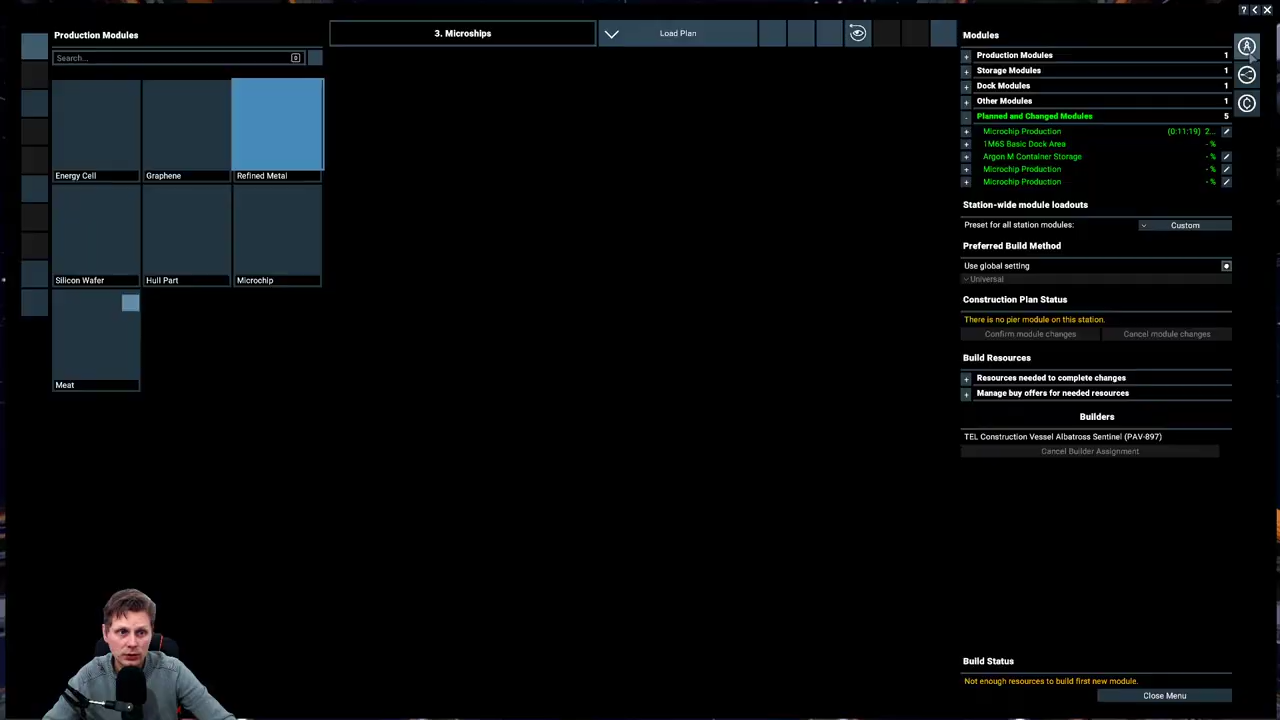 Production Modules
Search...
Energy Cell
Graphene
Refined Metal
Silicon Wafer
Hull Part
Microchip
Meat
3. Microships
Load Plan
?
Modules
+ Production Modules 1
+ Storage Modules 1
+ Dock Modules 1
+ Other Modules 1
- Planned and Changed Modules 5
+ Microchip Production (0:11:19) 2...
+ 1M6S Basic Dock Area - %
+ Argon M Container Storage - %
+ Microchip Production - %
+ Microchip Production - %
Station-wide module loadouts
Preset for all station modules: Custom
Preferred Build Method
Use global setting
Universal
Construction Plan Status
There is no pier module on this station.
Confirm module changes Cancel module changes
Build Resources
+ Resources needed to complete changes
+ Manage buy offers for needed resources
Builders
TEL Construction Vessel Albatross Sentinel (PAV-897)
Cancel Builder Assignment
Build Status
Not enough resources to build first new module.
Close Menu